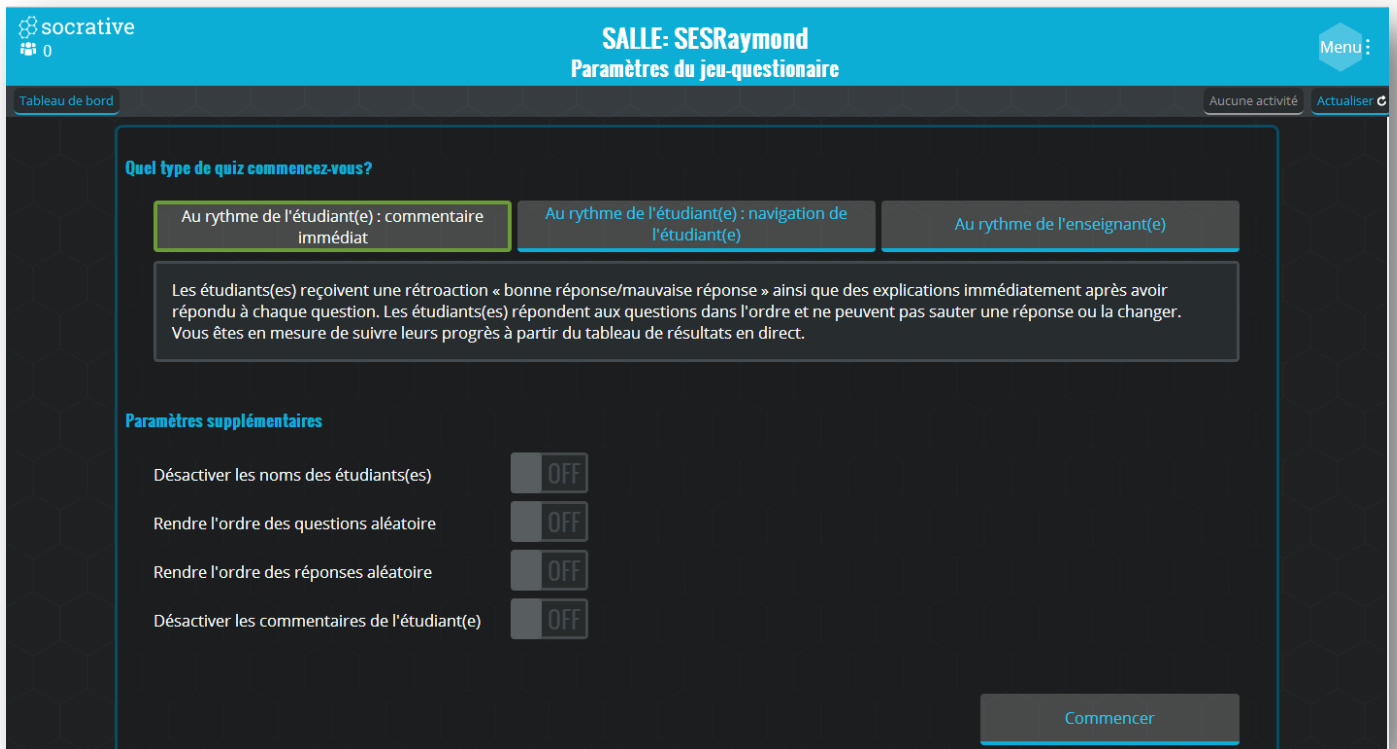 socrative
0
SALLE: SESRaymond
Paramètres du jeu-questionaire
Menu
Tableau de bord
Aucune activité
Actualiser
Quel type de quiz commencez-vous?
Au rythme de l'étudiant(e) : commentaire
immédiat
Au rythme de l'étudiant(e) : navigation de
l'étudiant(e)
Au rythme de l'enseignant(e)
Les étudiants(es) reçoivent une rétroaction « bonne réponse/mauvaise réponse » ainsi que des explications immédiatement après avoir
répondu à chaque question. Les étudiants(es) répondent aux questions dans l'ordre et ne peuvent pas sauter une réponse ou la changer.
Vous êtes en mesure de suivre leurs progrès à partir du tableau de résultats en direct.
Paramètres supplémentaires
Désactiver les noms des étudiants(es)
OFF
Rendre l'ordre des questions aléatoire
OFF
Rendre l'ordre des réponses aléatoire
OFF
Désactiver les commentaires de l'étudiant(e)
OFF
Commencer